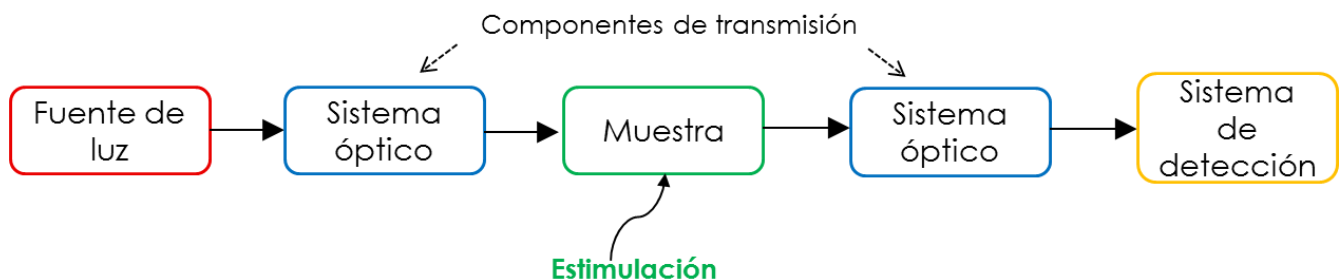 Componentes de transmisión
Fuente de
luz
Sistema
óptico
Muestra
Sistema
óptico
Sistema
de
detección
Estimulación